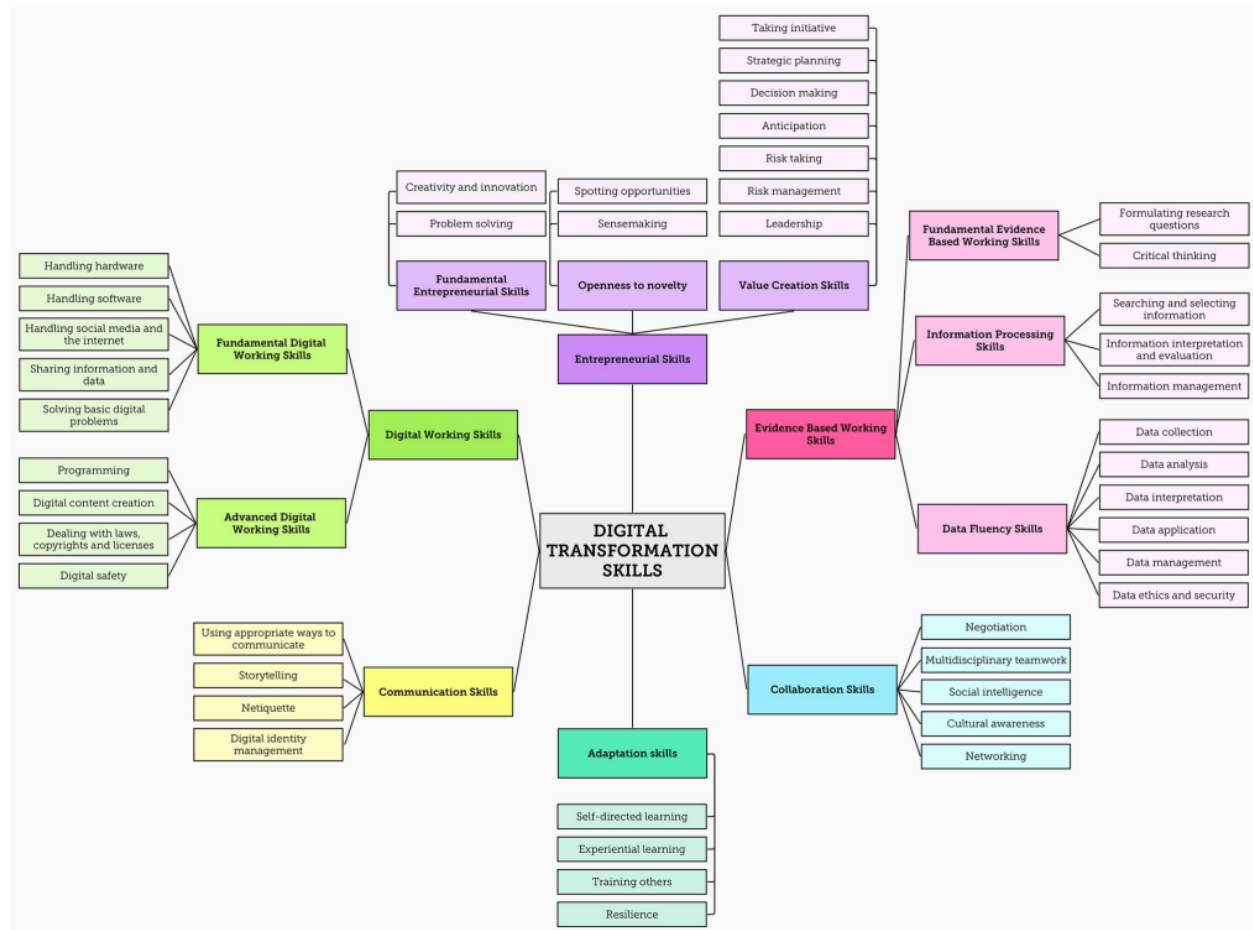 Taking initiative
Strategic planning
Decision making
Anticipation
Risk taking
Risk management
Leadership
Value Creation Skills
Creativity and innovation
Problem solving
Fundamental
Entrepreneurial Skills
Spotting opportunities
Sensemaking
Openness to novelty
Entrepreneurial Skills
Handling hardware
Handling software
Handling social media and
the internet
Sharing information and
data
Solving basic digital
problems
Fundamental Digital
Working Skills
Programming
Digital content creation
Dealing with laws,
copyrights and licenses
Digital safety
Advanced Digital
Working Skills
Digital Working Skills
Fundamental Evidence
Based Working Skills
Formulating research
questions
Critical thinking
Information Processing
Skills
Searching and selecting
information
Information interpretation
and evaluation
Information management
Evidence Based Working
Skills
Data Fluency Skills
Data collection
Data analysis
Data interpretation
Data application
Data management
Data ethics and security
DIGITAL
TRANSFORMATION
SKILLS
Using appropriate ways to
communicate
Storytelling
Netiquette
Digital identity
management
Communication Skills
Collaboration Skills
Negotiation
Multidisciplinary teamwork
Social intelligence
Cultural awareness
Networking
Adaptation skills
Self-directed learning
Experiential learning
Training others
Resilience